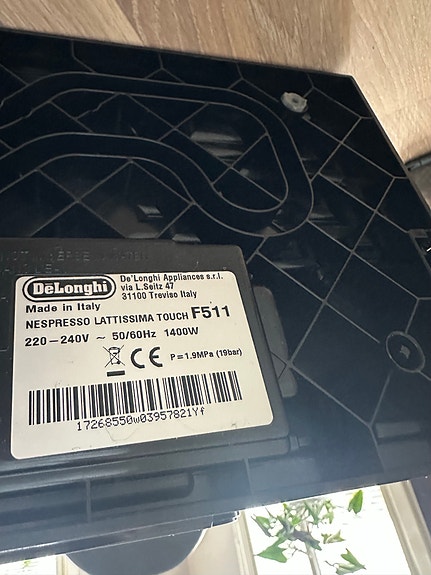 DeLonghi
De'Longhi Appliances s.r.l.
via L.Seitz 47
31100 Treviso Italy
Made in Italy
NESPRESSO LATTISSIMA TOUCH F511
220-240V ~ 50/60Hz 1400W
CE P=1.9MPa (19bar)
17268550w03957821Yf